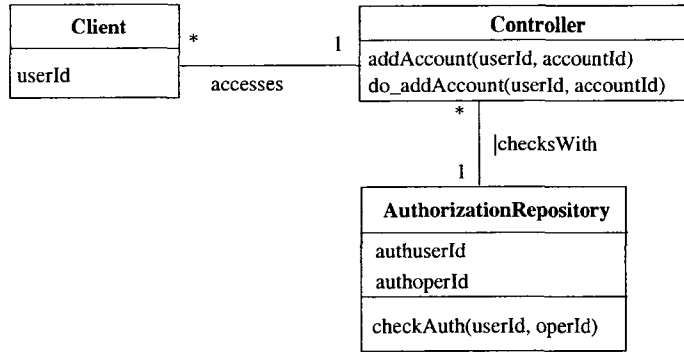 Client
userId
*
1
accesses
Controller
addAccount(userId, accountId)
do_addAccount(userId, accountId)
*
|checksWith
1
AuthorizationRepository
authuserId
authoperId
checkAuth(userId, operId)